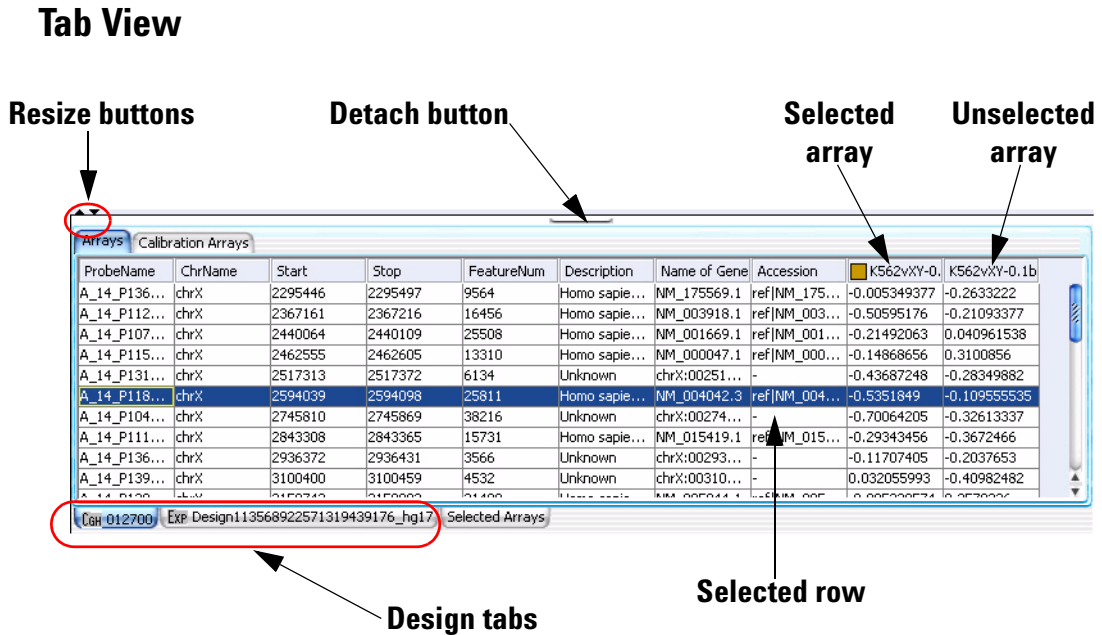 Tab View
Resize buttons
Detach button
Selected array
Unselected array
Arrays Calibration Arrays
ProbeName ChrName Start Stop FeatureNum Description Name of Gene Accession K562vXY-0. K562vXY-0.1b
A_14_P136... chrX 2295446 2295497 9564 Homo sapie... NM_175569.1 ref|NM_175... -0.005349377 -0.2633222
A_14_P112... chrX 2367161 2367216 16456 Homo sapie... NM_003918.1 ref|NM_003... -0.50595176 -0.21093377
A_14_P107... chrX 2440064 2440109 25508 Homo sapie... NM_001669.1 ref|NM_001... -0.21492063 0.040961538
A_14_P115... chrX 2462555 2462605 13310 Homo sapie... NM_000047.1 ref|NM_000... -0.14868656 0.3100856
A_14_P131... chrX 2517313 2517372 6134 Unknown chrX:00251... - -0.43687248 -0.28349882
A_14_P118... chrX 2594039 2594098 25811 Homo sapie... NM_004042.3 ref|NM_004... -0.5351849 -0.109555535
A_14_P104... chrX 2745810 2745869 38216 Unknown chrX:00274... - -0.70064205 -0.32613337
A_14_P111... chrX 2843308 2843365 15731 Homo sapie... NM_015419.1 ref|NM_015... -0.29343456 -0.3672466
A_14_P136... chrX 2936372 2936431 3566 Unknown chrX:00293... - -0.11707405 -0.2037653
A_14_P139... chrX 3100400 3100459 4532 Unknown chrX:00310... - 0.032055993 -0.40982482
CGH 012700 EXP Design113568922571319439176_hg17 Selected Arrays
Selected row
Design tabs